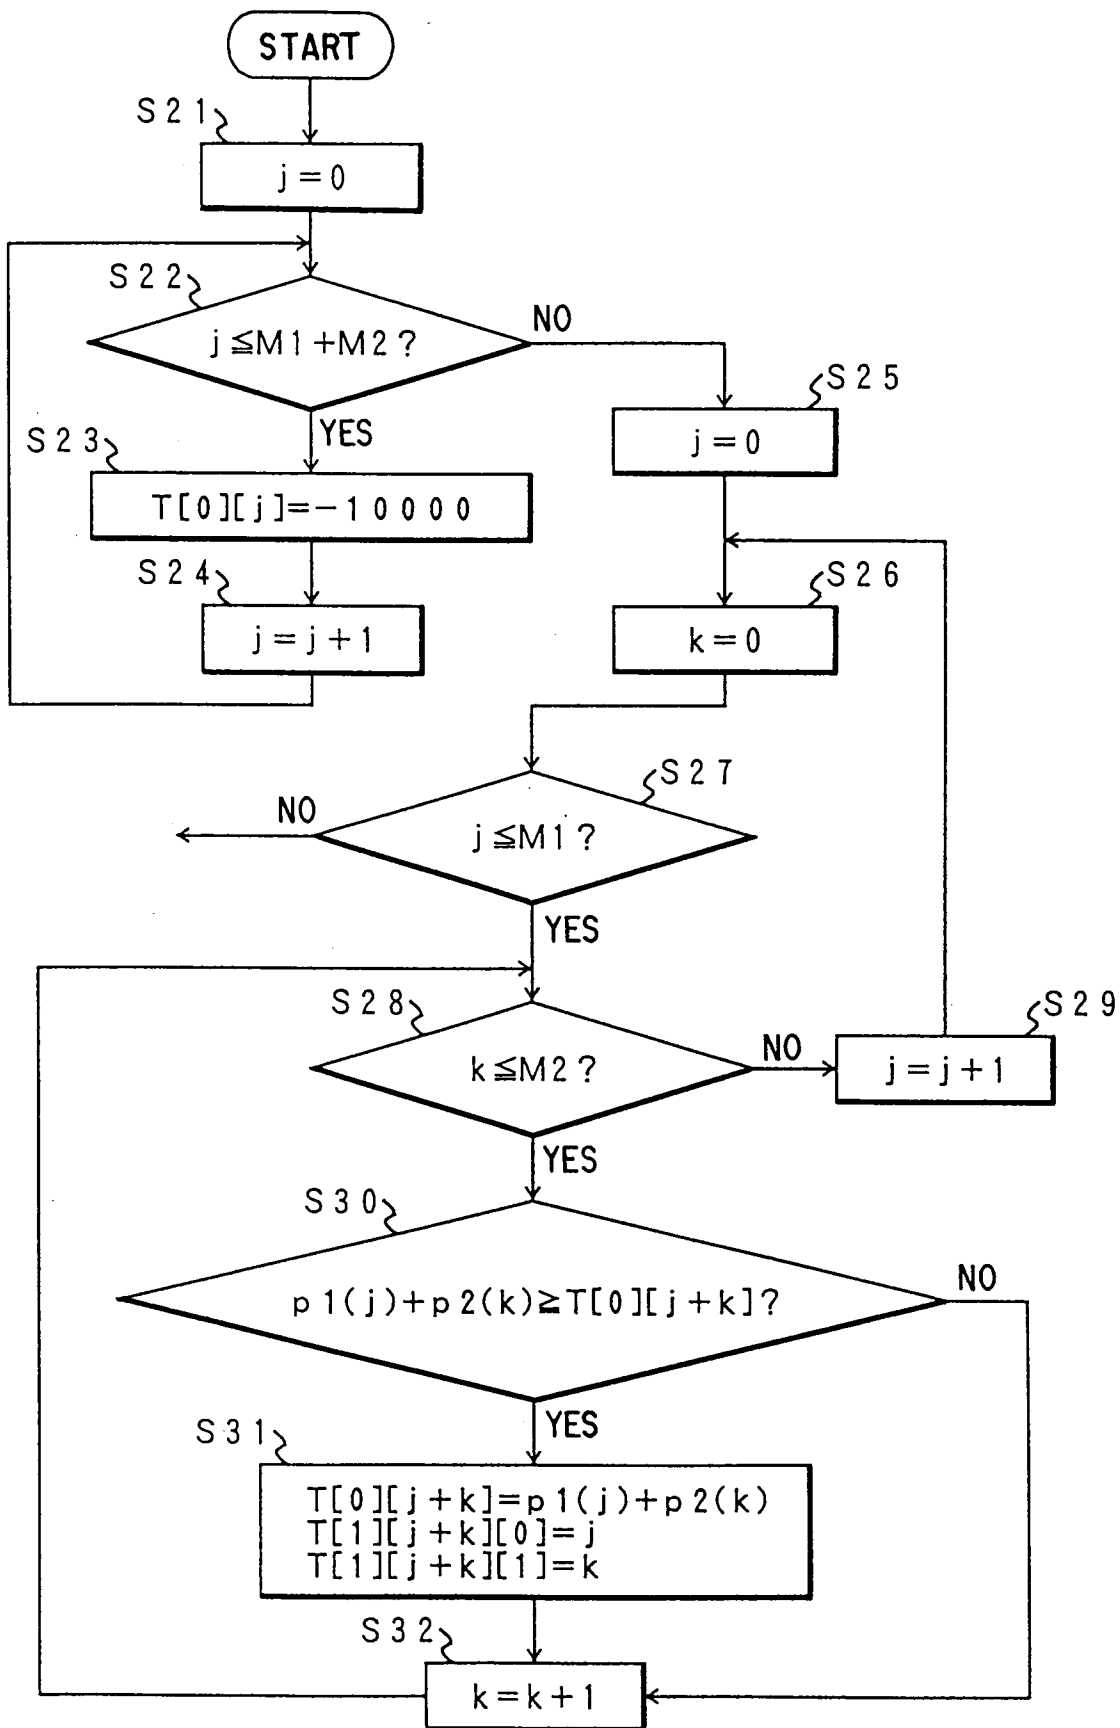 START
S21
j=0
S22
j≦M1+M2?
NO
YES
S23
T[0][j]=-10000
S24
j=j+1
S25
j=0
S26
k=0
S27
j≦M1?
NO
YES
S28
k≦M2?
NO
S29
j=j+1
YES
S30
p1(j)+p2(k)≧T[0][j+k]?
NO
YES
S31
T[0][j+k]=p1(j)+p2(k)
T[1][j+k][0]=j
T[1][j+k][1]=k
S32
k=k+1